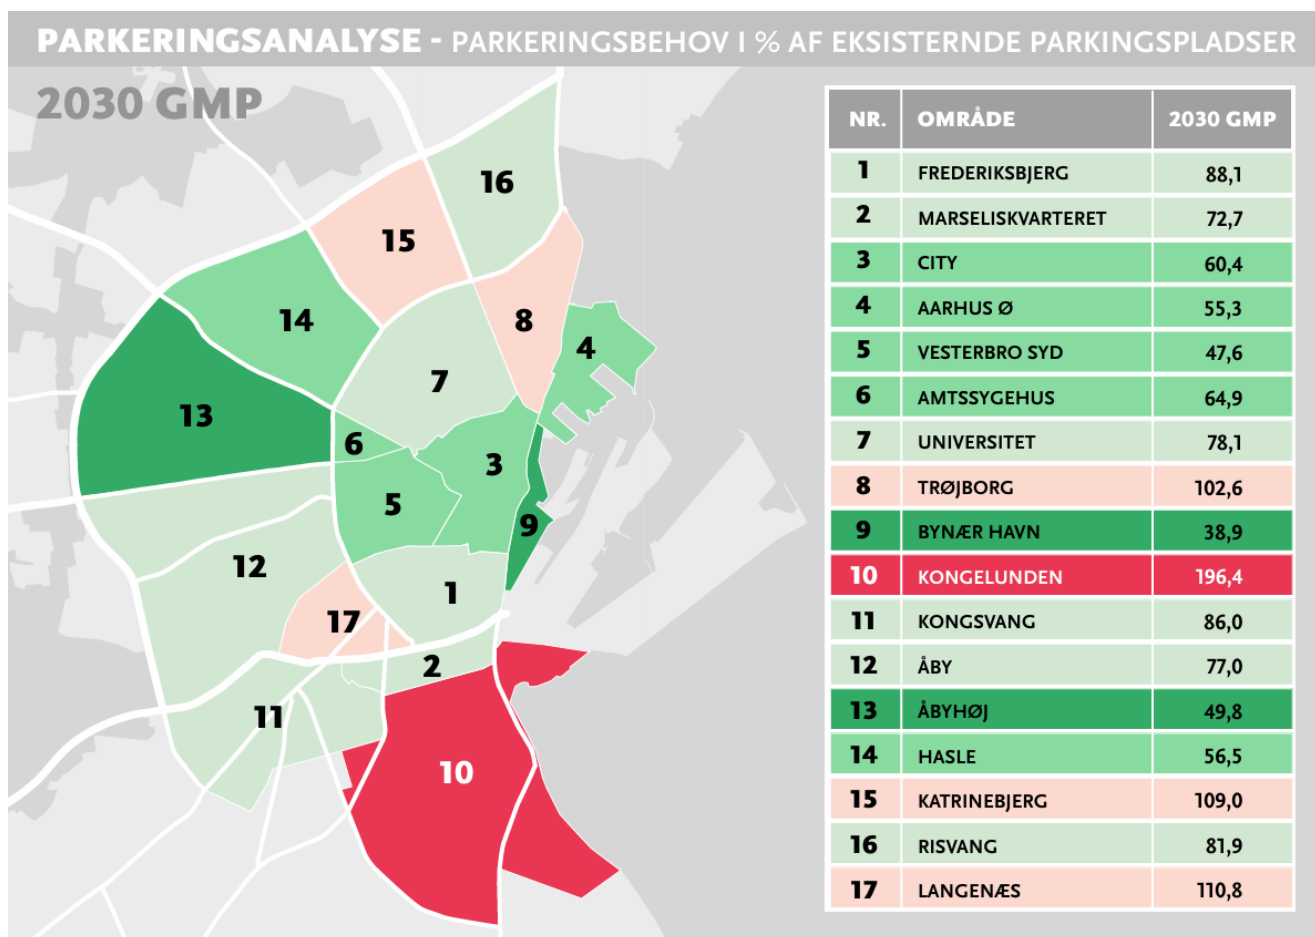 PARKERINGSANALYSE - PARKERINGSBEHOV I % AF EKSISTERNDE PARKINGSPLADSER
2030 GMP
16
15
14
8
4
7
13
6
3
5
9
12
1
17
2
11
10
NR. OMRÅDE 2030 GMP
1 FREDERIKSBJERG 88,1
2 MARSELISKVARTERET 72,7
3 CITY 60,4
4 AARHUS Ø 55,3
5 VESTERBRO SYD 47,6
6 AMTSSYGEHUS 64,9
7 UNIVERSITET 78,1
8 TRØJBORG 102,6
9 BYNÆR HAVN 38,9
10 KONGELUNDEN 196,4
11 KONGSVANG 86,0
12 ÅBY 77,0
13 ÅBYHØJ 49,8
14 HASLE 56,5
15 KATRINEBJERG 109,0
16 RISVANG 81,9
17 LANGENÆS 110,8